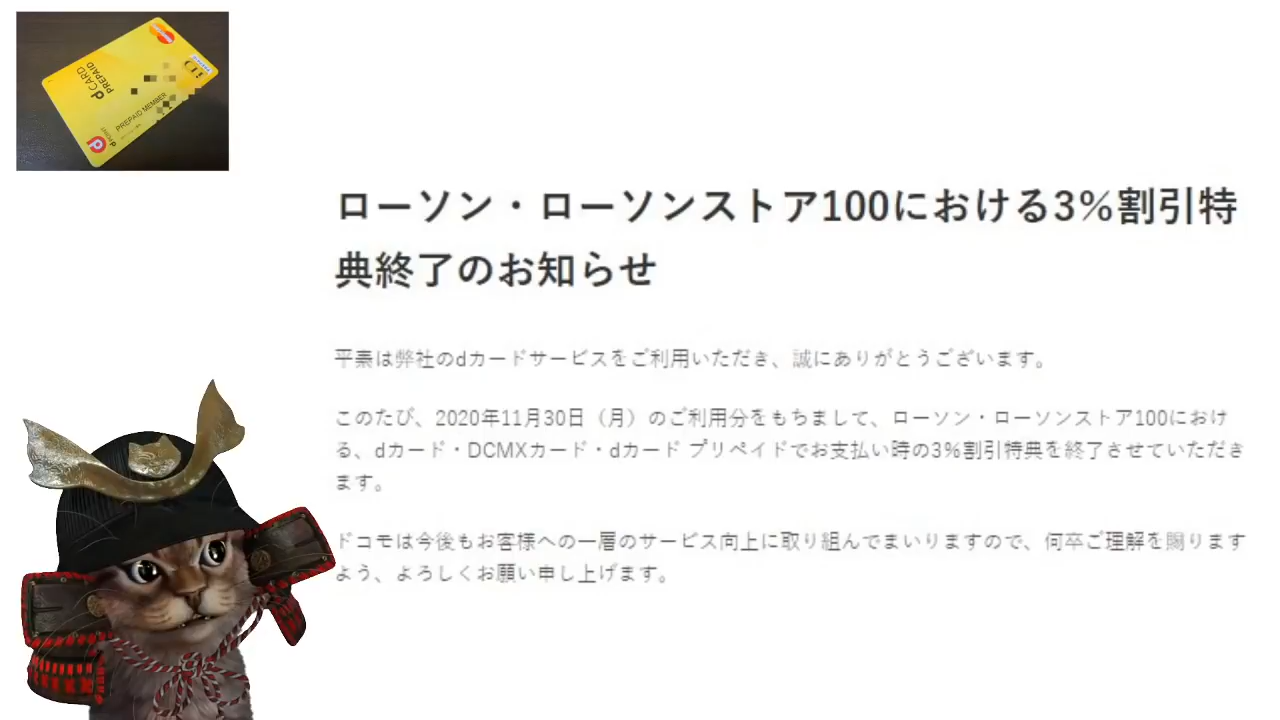 d CARD
PREPAID
iD
PREPAID MEMBER
ローソン・ローソンストア100における3%割引特
典終了のお知らせ
平素は弊社のdカードサービスをご利用いただき、誠にありがとうございます。
このたび、2020年11月30日（月）のご利用分をもちまして、ローソン・ローソンストア100におけ
る、dカード・DCMXカード・dカード プリペイドでお支払い時の3%割引特典を終了させていただき
ます。
ドコモは今後もお客様への一層のサービス向上に取り組んでまいりますので、何卒ご理解を賜ります
よう、よろしくお願い申し上げます。